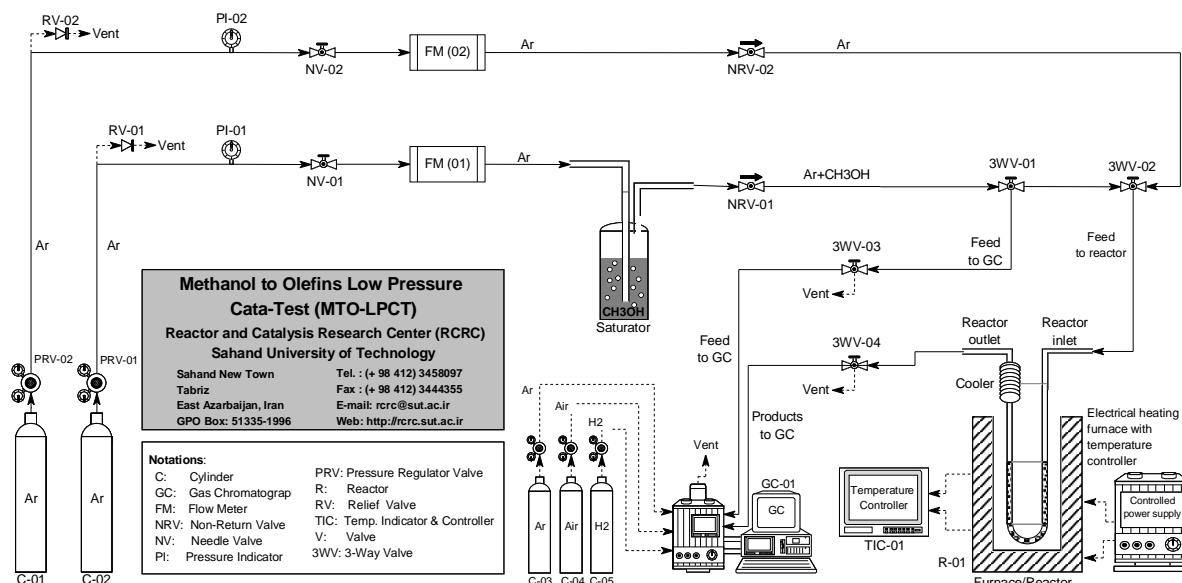 RV-02
Vent
PI-02
NV-02
FM (02)
Ar
NRV-02
Ar
RV-01
Vent
PI-01
NV-01
FM (01)
Ar
NRV-01
Ar+CH3OH
3WV-01
3WV-02
Ar
Ar
CH3OH
Saturator
3WV-03
Vent
Feed
to GC
Feed
to reactor
Feed
to GC
3WV-04
Vent
Products
to GC
Reactor
outlet
Reactor
inlet
Cooler
PRV-02
PRV-01
Ar
Ar
C-01
C-02
Methanol to Olefins Low Pressure
Cata-Test (MTO-LPCT)
Reactor and Catalysis Research Center (RCRC)
Sahand University of Technology
Sahand New Town Tel. : (+ 98 412) 3458097
Tabriz Fax : (+ 98 412) 3444355
East Azarbaijan, Iran E-mail: rcrc@sut.ac.ir
GPO Box: 51335-1996 Web: http://rcrc.sut.ac.ir
Notations:
C: Cylinder
GC: Gas Chromatograp
FM: Flow Meter
NRV: Non-Return Valve
NV: Needle Valve
PI: Pressure Indicator
PRV: Pressure Regulator Valve
R: Reactor
RV: Relief Valve
TIC: Temp. Indicator & Controller
V: Valve
3WV: 3-Way Valve
Ar
Air
H2
Ar
Air
H2
C-03
C-04
C-05
Vent
GC-01
GC
Temperature
Controller
TIC-01
Electrical heating
furnace with
temperature
controller
Controlled
power supply
R-01
Furnace/Reactor